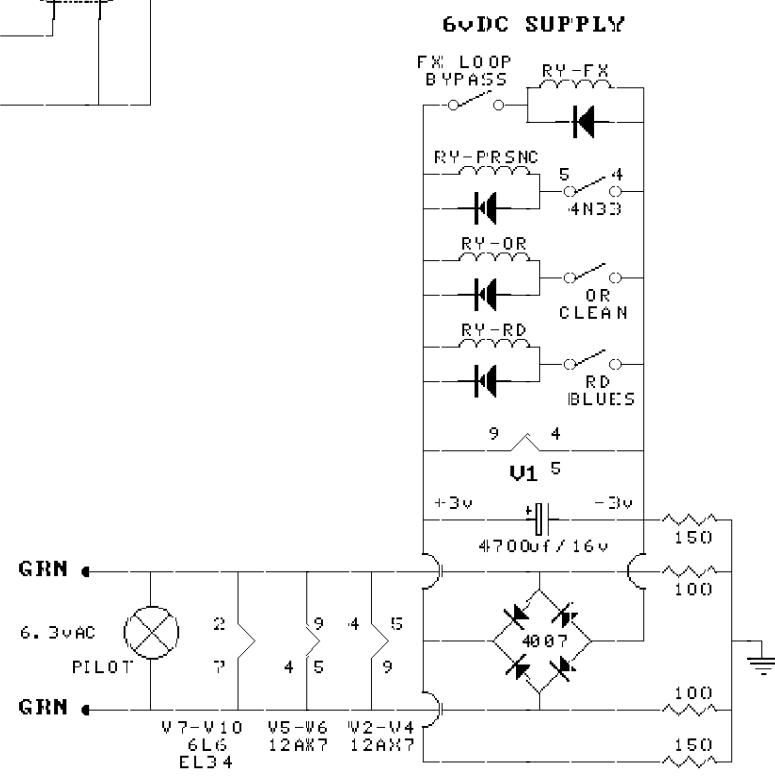 6vDC SUPPLY
FX LOOP
BYPASS
RY-FX
RY-PRSNC
5 4
4N33
RY-OR
OR
CLEAN
RY-RD
RD
BLUES
9 4
V1 5
+3v -3v
+
4700uf/16v
150
GRN
100
6.3vAC
2 9 4 5
4007
PILOT
7 4 5 9
GRN
100
V7-V10 V5-V6 V2-V4
6L6 12AX7 12AX7
EL34
150